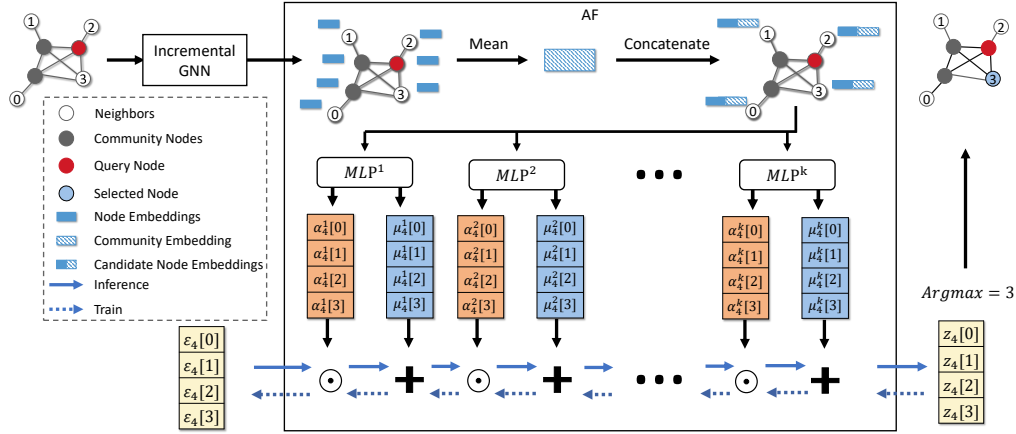 AF
1
2
3
0
Incremental
GNN
1
2
3
0
Mean
Concatenate
1
2
3
0
1
2
3
0
Neighbors
Community Nodes
Query Node
Selected Node
Node Embeddings
Community Embedding
Candidate Node Embeddings
Inference
Train
MLP¹
MLP²
MLPᵏ
α₄¹[0]
α₄¹[1]
α₄¹[2]
α₄¹[3]
μ₄¹[0]
μ₄¹[1]
μ₄¹[2]
μ₄¹[3]
α₄²[0]
α₄²[1]
α₄²[2]
α₄²[3]
μ₄²[0]
μ₄²[1]
μ₄²[2]
μ₄²[3]
α₄ᵏ[0]
α₄ᵏ[1]
α₄ᵏ[2]
α₄ᵏ[3]
μ₄ᵏ[0]
μ₄ᵏ[1]
μ₄ᵏ[2]
μ₄ᵏ[3]
Argmax = 3
ε₄[0]
ε₄[1]
ε₄[2]
ε₄[3]
z₄[0]
z₄[1]
z₄[2]
z₄[3]